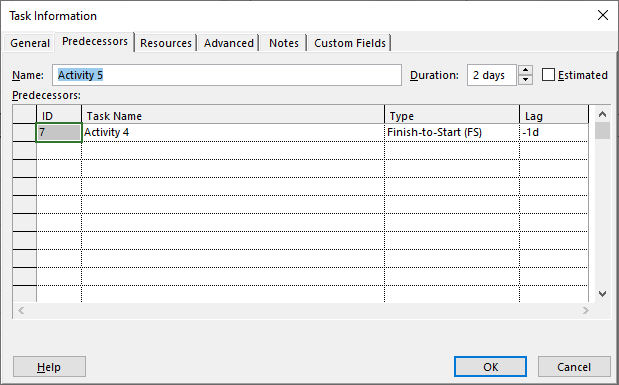 Task Information
General Predecessors Resources Advanced Notes Custom Fields
Name: Activity 5 Duration: 2 days Estimated
Predecessors:
ID Task Name Type Lag
7 Activity 4 Finish-to-Start (FS) -1d
Help OK Cancel